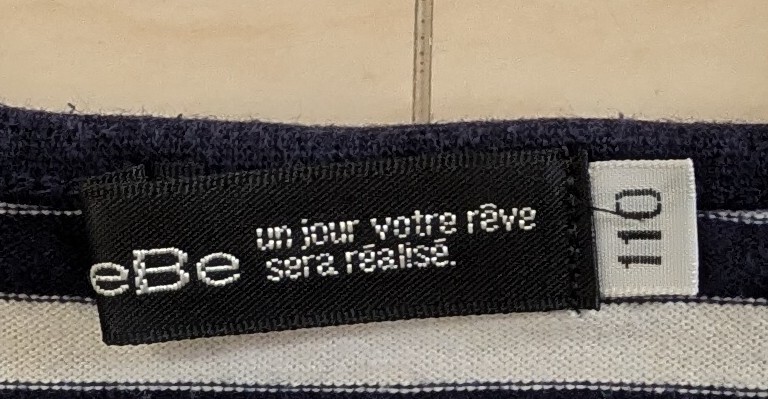 eBe
un jour votre rêve
sera réalisé.
110